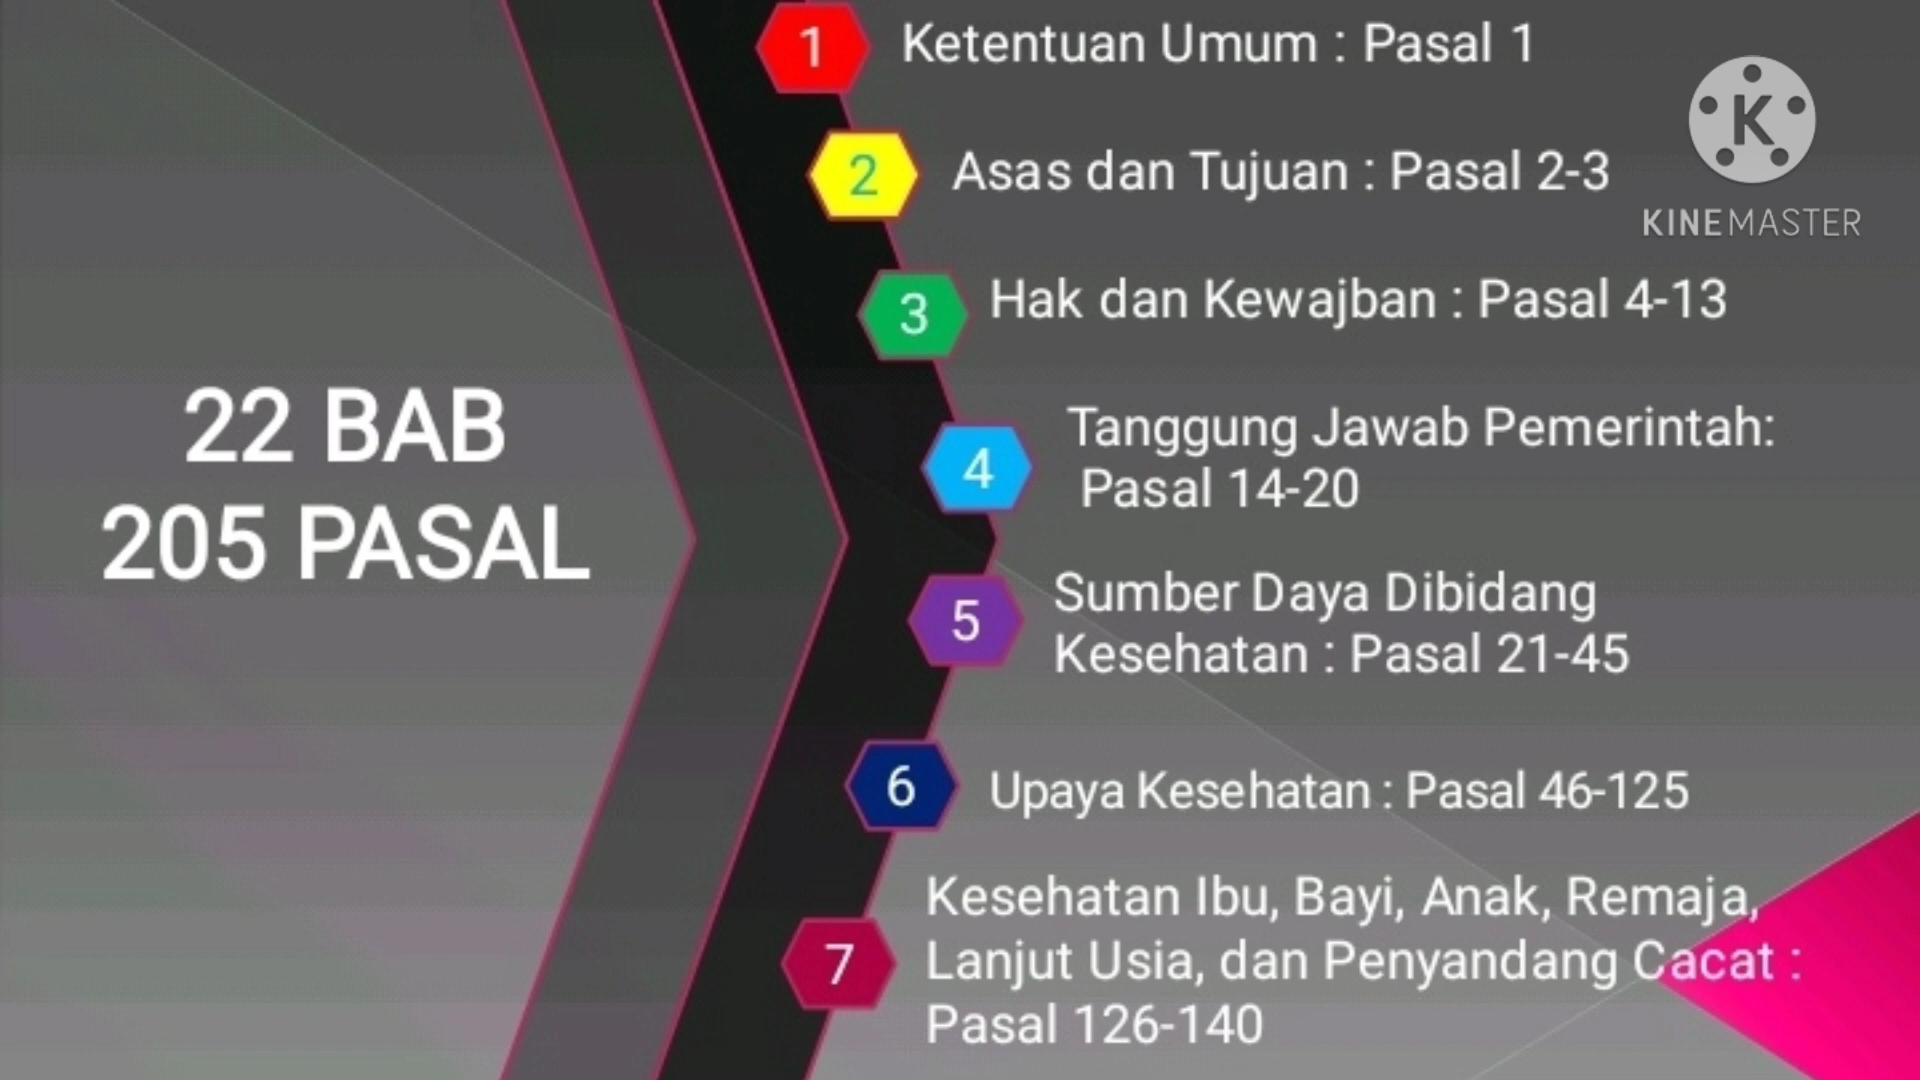 22 BAB
205 PASAL
1
Ketentuan Umum : Pasal 1
2
Asas dan Tujuan : Pasal 2-3
3
Hak dan Kewajban : Pasal 4-13
4
Tanggung Jawab Pemerintah:
Pasal 14-20
5
Sumber Daya Dibidang
Kesehatan : Pasal 21-45
6
Upaya Kesehatan : Pasal 46-125
7
Kesehatan Ibu, Bayi, Anak, Remaja,
Lanjut Usia, dan Penyandang Cacat :
Pasal 126-140
K
KINEMASTER